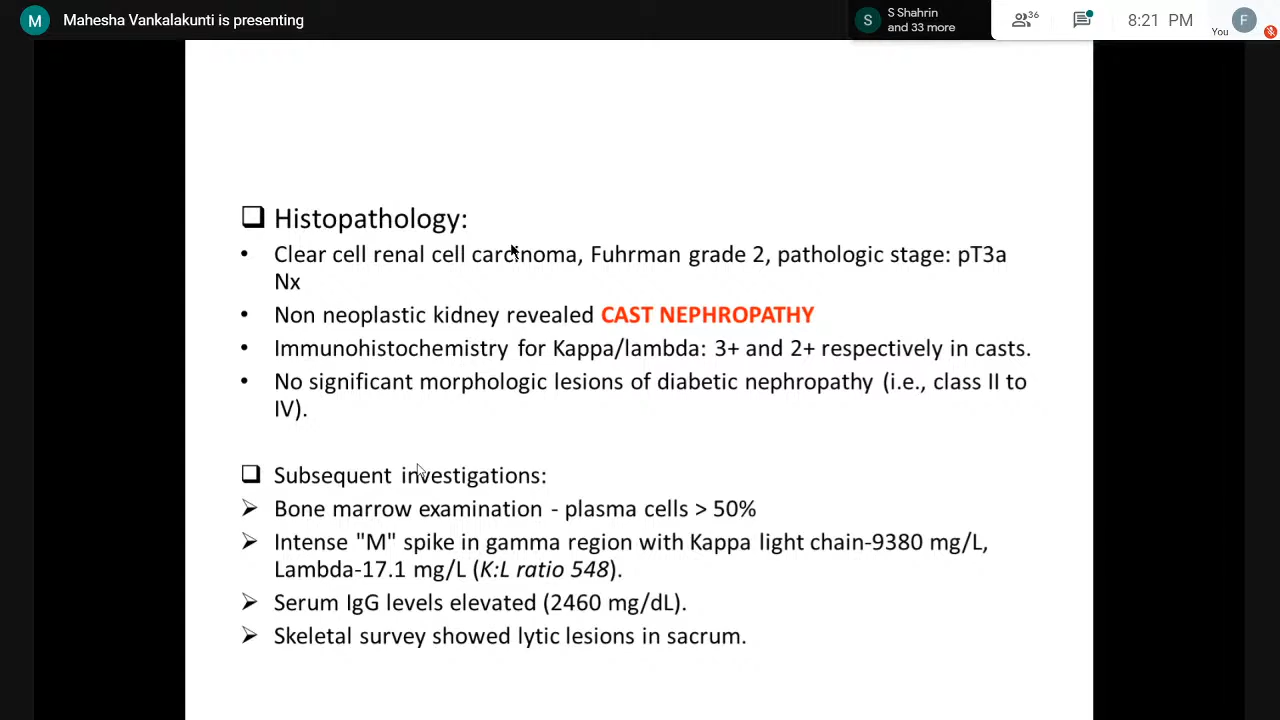 M Mahesha Vankalakunti is presenting
S S Shahrin
and 33 more
36
8:21 PM
You
F
❑ Histopathology:
• Clear cell renal cell carcinoma, Fuhrman grade 2, pathologic stage: pT3a
Nx
• Non neoplastic kidney revealed CAST NEPHROPATHY
• Immunohistochemistry for Kappa/lambda: 3+ and 2+ respectively in casts.
• No significant morphologic lesions of diabetic nephropathy (i.e., class II to
IV).
❑ Subsequent investigations:
➢ Bone marrow examination - plasma cells > 50%
➢ Intense "M" spike in gamma region with Kappa light chain-9380 mg/L,
Lambda-17.1 mg/L (K:L ratio 548).
➢ Serum IgG levels elevated (2460 mg/dL).
➢ Skeletal survey showed lytic lesions in sacrum.